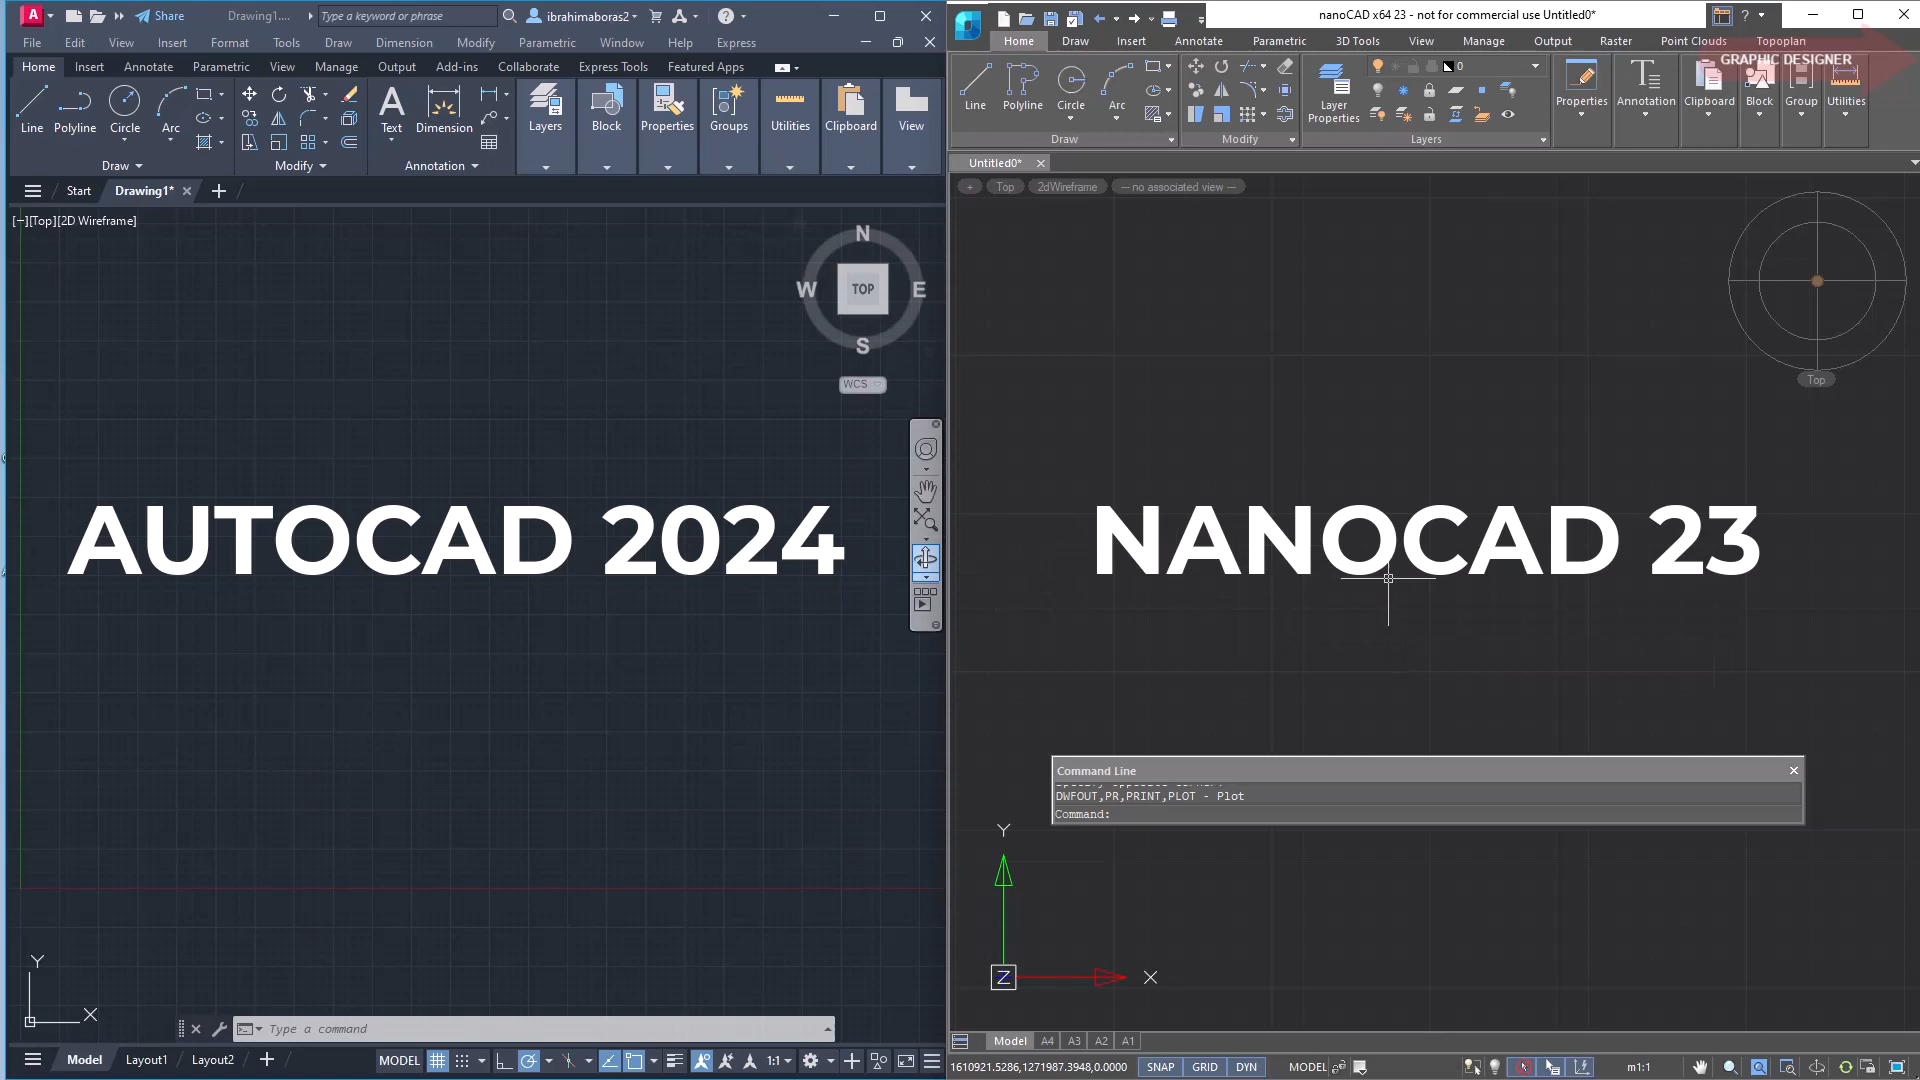 Share
Drawing1....
Type a keyword or phrase
ibrahimaboras2
File Edit View Insert Format Tools Draw Dimension Modify Parametric Window Help Express
Home Insert Annotate Parametric View Manage Output Add-ins Collaborate Express Tools Featured Apps
Line Polyline Circle Arc
Text Dimension
Layers Block Properties Groups Utilities Clipboard View
Draw Modify Annotation
Start Drawing1*
[−][Top][2D Wireframe]
N
W TOP E
S
WCS
AUTOCAD 2024
Y
X
Type a command
Model Layout1 Layout2
MODEL 1:1
nanoCAD x64 23 - not for commercial use Untitled0*
Home Draw Insert Annotate Parametric 3D Tools View Manage Output Raster Point Clouds Topoplan
GRAPHIC DESIGNER
Line Polyline Circle Arc
Layer
Properties
0
Properties Annotation Clipboard Block Group Utilities
Draw Modify Layers
Untitled0*
+ Top 2dWireframe --- no associated view ---
Top
NANOCAD 23
Command Line
DWFOUT,PR,PRINT,PLOT - Plot
Command:
Y
Z X
Model A4 A3 A2 A1
1610921.5286,1271987.3948,0.0000 SNAP GRID DYN MODEL m1:1